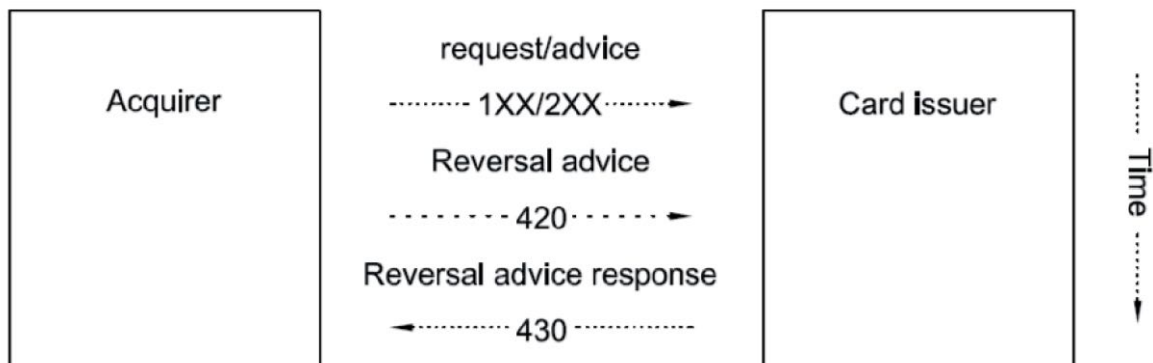 request/advice
Acquirer
1XX/2XX
Card issuer
Reversal advice
420
Time
Reversal advice response
430